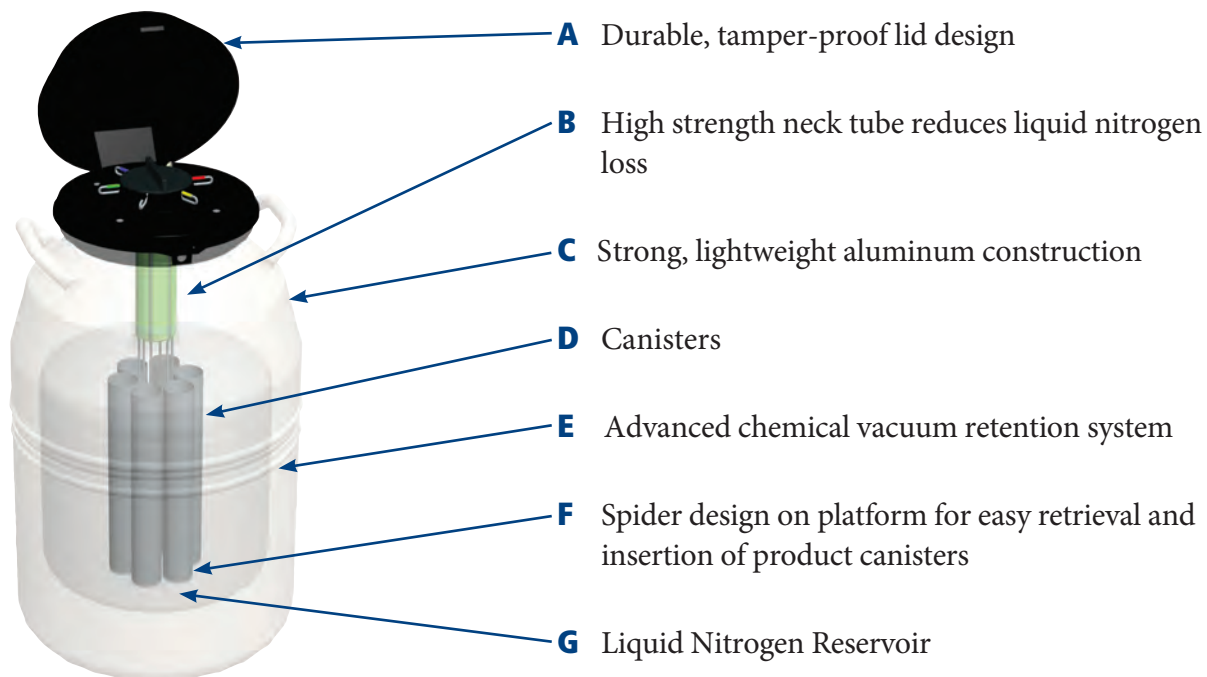 A Durable, tamper-proof lid design
B High strength neck tube reduces liquid nitrogen
loss
C Strong, lightweight aluminum construction
D Canisters
E Advanced chemical vacuum retention system
F Spider design on platform for easy retrieval and
insertion of product canisters
G Liquid Nitrogen Reservoir